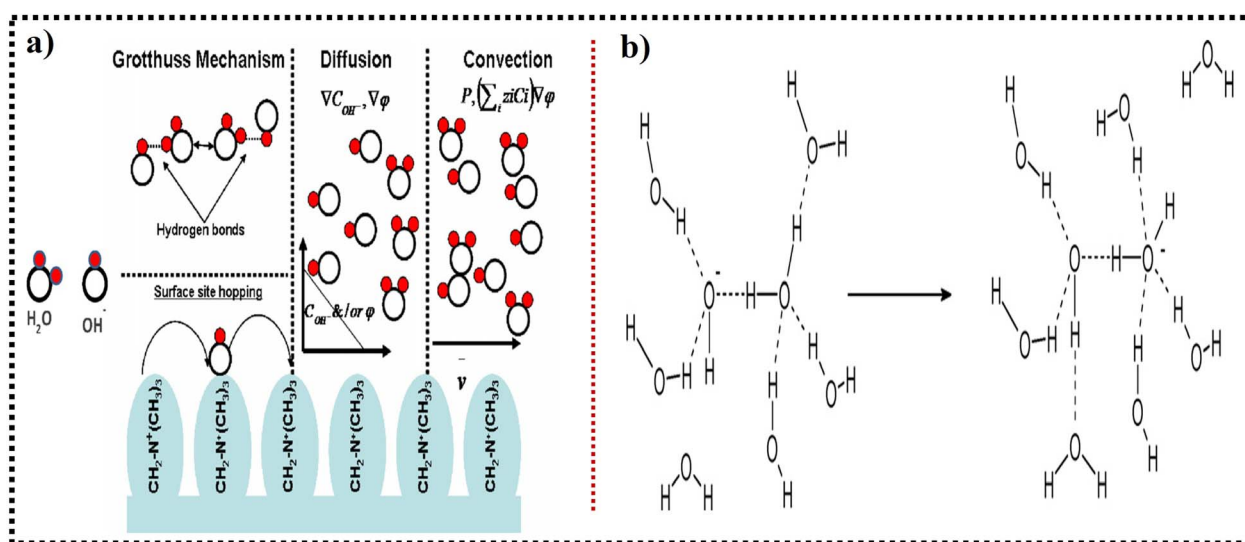 a)
Grotthuss Mechanism
Diffusion
Convection
∇C_OH⁻, ∇φ
P, (∑_i ziCi)∇φ
Hydrogen bonds
Surface site hopping
H₂O
OH⁻
C_OH⁻ &/or φ
v̄
CH₂-N⁺(CH₃)₃
CH₂-N⁺(CH₃)₃
CH₂-N⁺(CH₃)₃
CH₂-N⁺(CH₃)₃
CH₂-N⁺(CH₃)₃
CH₂-N⁺(CH₃)₃
b)
H
O
H
H
O
H
H
O⁻
H
O
H
O
H
H
H
O
H
H
O
H
O
H
H
O
H
H
O
H
H
O
H
H
O
H
H
O
H
O⁻
H
O
H
H
H
O
H
H
O
H
O
H
H